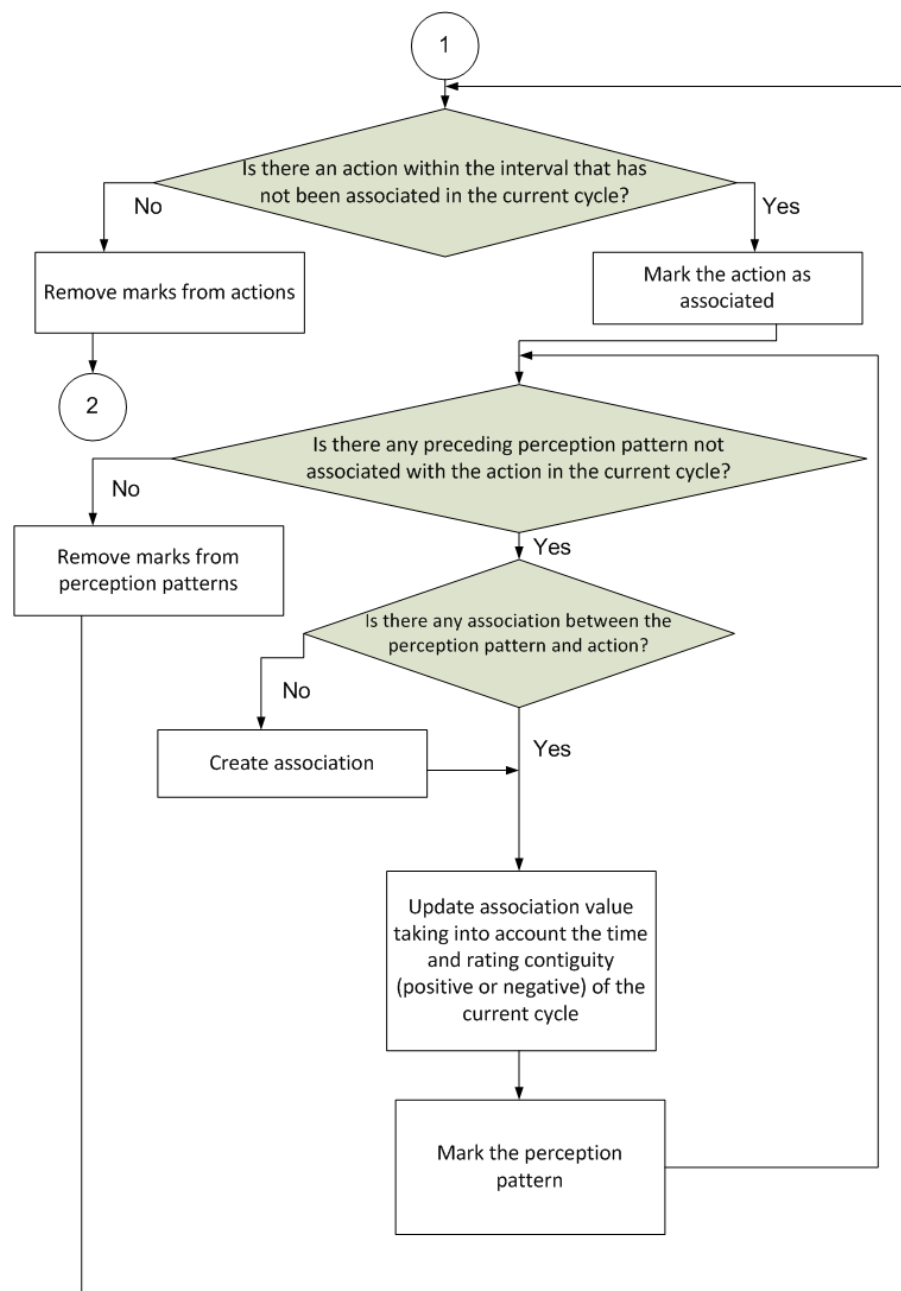 1
Is there an action within the interval that has
not been associated in the current cycle?
No
Yes
Remove marks from actions
Mark the action as
associated
2
Is there any preceding perception pattern not
associated with the action in the current cycle?
No
Remove marks from
perception patterns
Yes
Is there any association between the
perception pattern and action?
No
Yes
Create association
Update association value
taking into account the time
and rating contiguity
(positive or negative) of the
current cycle
Mark the perception
pattern